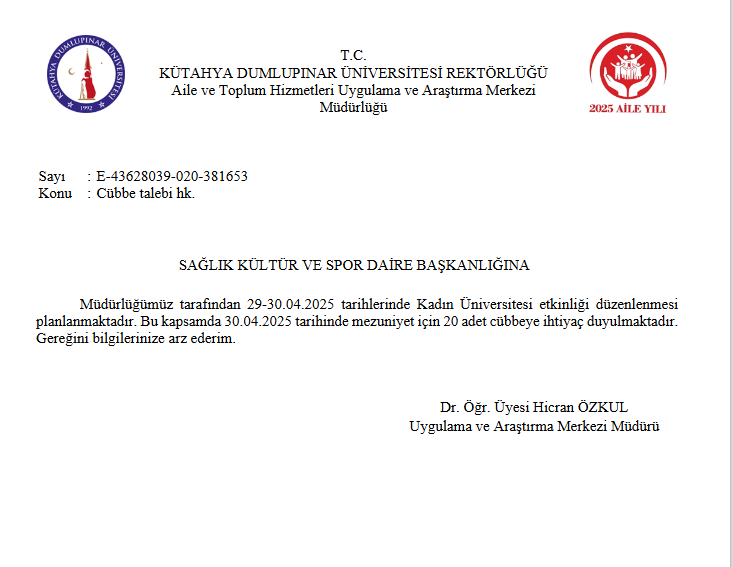 KÜTAHYA DUMLUPINAR ÜNİVERSİTESİ
1992
T.C.
KÜTAHYA DUMLUPINAR ÜNİVERSİTESİ REKTÖRLÜĞÜ
Aile ve Toplum Hizmetleri Uygulama ve Araştırma Merkezi
Müdürlüğü
2025 AİLE YILI
Sayı : E-43628039-020-381653
Konu : Cübbe talebi hk.
SAĞLIK KÜLTÜR VE SPOR DAİRE BAŞKANLIĞINA
Müdürlüğümüz tarafından 29-30.04.2025 tarihlerinde Kadın Üniversitesi etkinliği düzenlenmesi
planlanmaktadır. Bu kapsamda 30.04.2025 tarihinde mezuniyet için 20 adet cübbeye ihtiyaç duyulmaktadır.
Gereğini bilgilerinize arz ederim.
Dr. Öğr. Üyesi Hicran ÖZKUL
Uygulama ve Araştırma Merkezi Müdürü